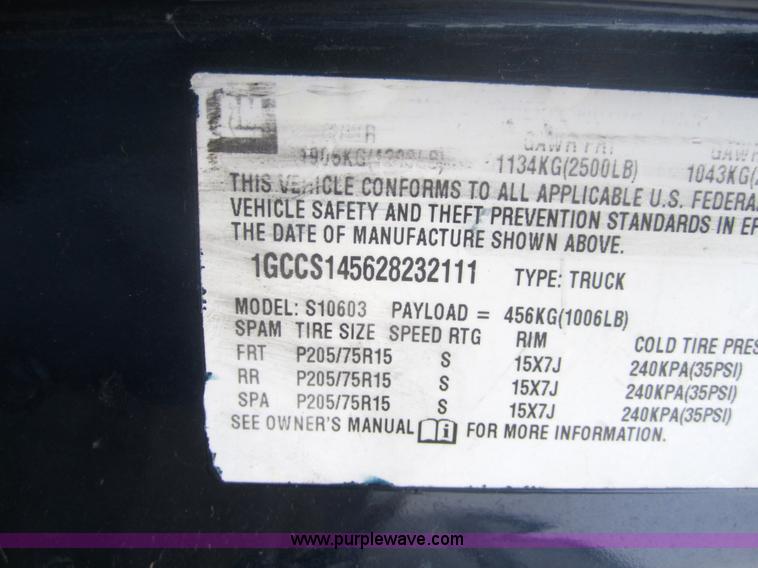 GM
GAWR FRT
1134KG(2500LB)
1043KG(
THIS VEHICLE CONFORMS TO ALL APPLICABLE U.S. FEDERA
VEHICLE SAFETY AND THEFT PREVENTION STANDARDS IN EF
THE DATE OF MANUFACTURE SHOWN ABOVE.
1GCCS145628232111 TYPE: TRUCK
MODEL: S10603 PAYLOAD = 456KG(1006LB)
SPAM TIRE SIZE SPEED RTG RIM COLD TIRE PRES
FRT P205/75R15 S 15X7J 240KPA(35PSI)
RR P205/75R15 S 15X7J 240KPA(35PSI)
SPA P205/75R15 S 15X7J 240KPA(35PSI)
SEE OWNER'S MANUAL i FOR MORE INFORMATION.
www.purplewave.com